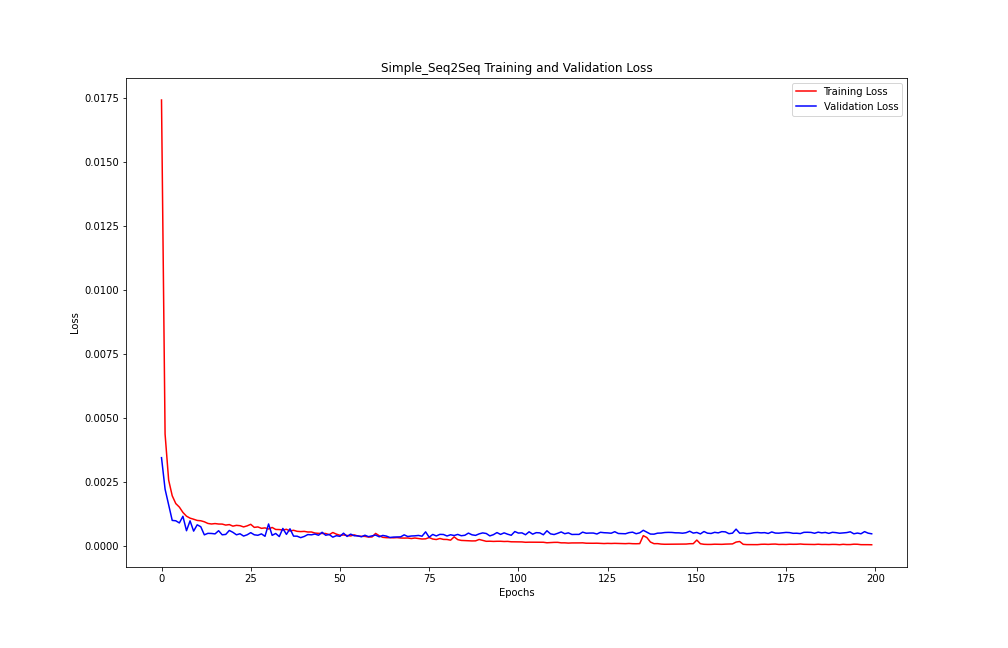 Simple_Seq2Seq Training and Validation Loss
Training Loss
Validation Loss
0.0175
0.0150
0.0125
0.0100
0.0075
0.0050
0.0025
0.0000
Loss
0 25 50 75 100 125 150 175 200
Epochs